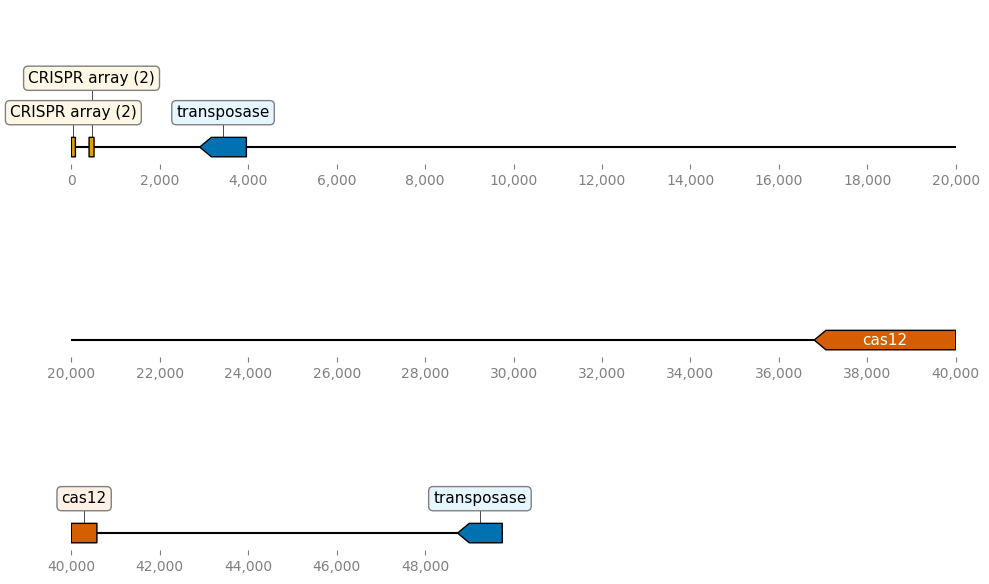 CRISPR array (2)
CRISPR array (2) transposase
0 2,000 4,000 6,000 8,000 10,000 12,000 14,000 16,000 18,000 20,000
cas12
20,000 22,000 24,000 26,000 28,000 30,000 32,000 34,000 36,000 38,000 40,000
cas12 transposase
40,000 42,000 44,000 46,000 48,000